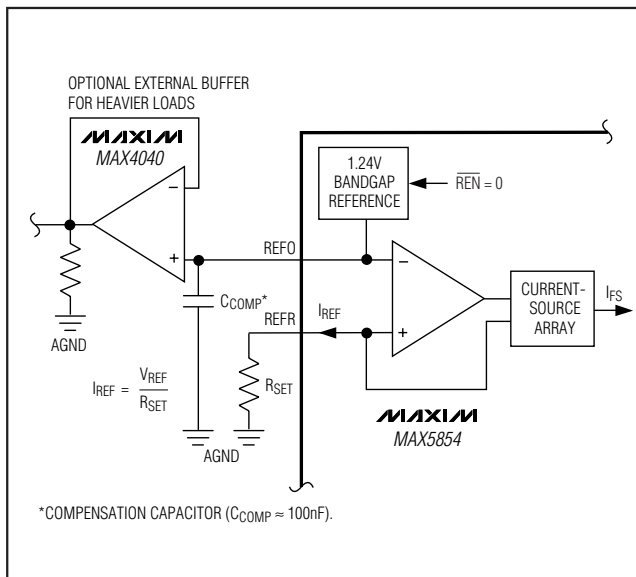 OPTIONAL EXTERNAL BUFFER
FOR HEAVIER LOADS
MAXIM
MAX4040
−
+
AGND
1.24V
BANDGAP
REFERENCE
REN = 0
REFO
CCOMP*
REFR
IREF
−
+
CURRENT-
SOURCE
ARRAY
IFS
IREF = VREF
RSET
RSET
AGND
MAXIM
MAX5854
*COMPENSATION CAPACITOR (CCOMP ≈ 100nF).